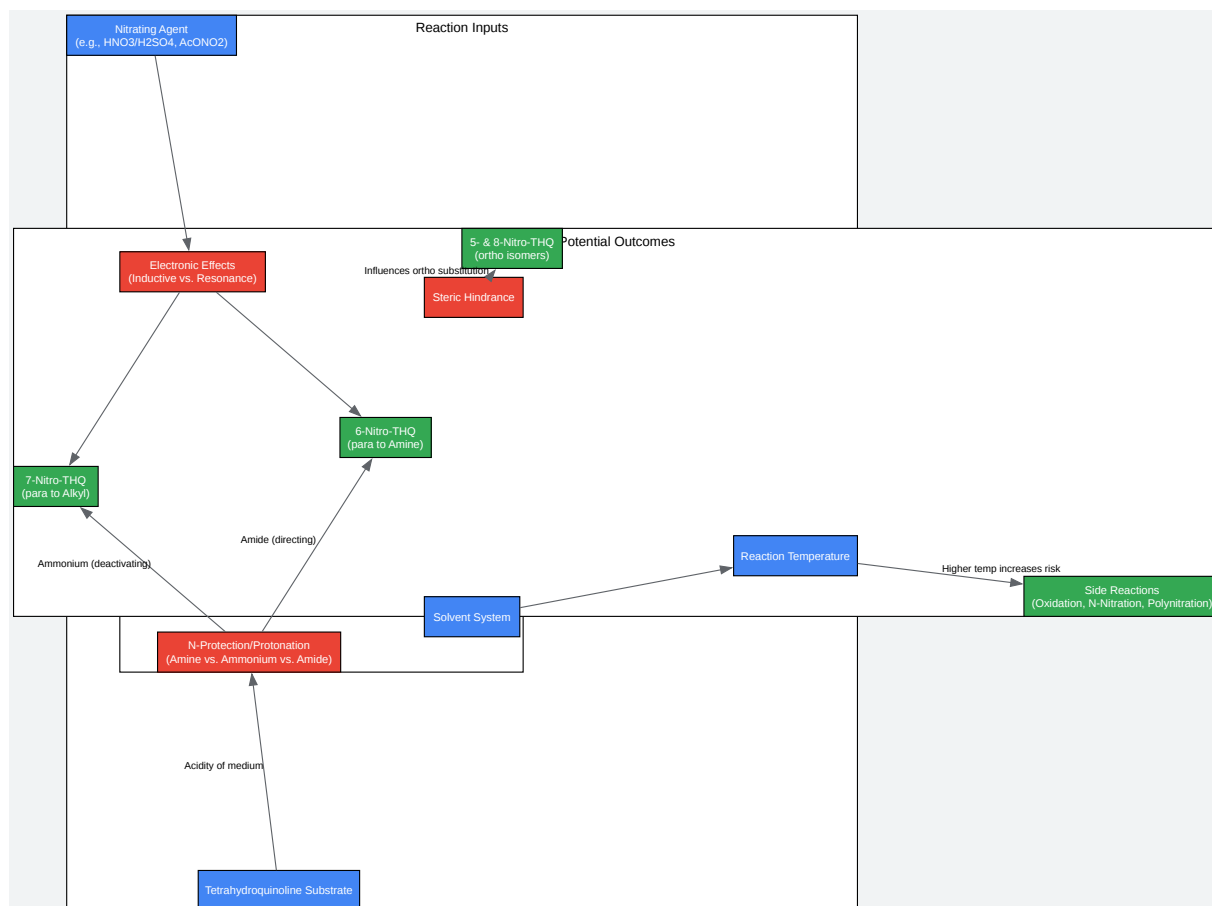 Nitrating Agent
(e.g., HNO3/H2SO4, AcONO2)
Reaction Inputs
5- & 8-Nitro-THQ
(ortho isomers)
Potential Outcomes
Electronic Effects
(Inductive vs. Resonance)
Influences ortho substitution
Steric Hindrance
6-Nitro-THQ
(para to Amine)
7-Nitro-THQ
(para to Alkyl)
Amide (directing)
Ammonium (deactivating)
Reaction Temperature
Higher temp increases risk
Side Reactions
(Oxidation, N-Nitration, Polynitration)
Solvent System
N-Protection/Protonation
(Amine vs. Ammonium vs. Amide)
Acidity of medium
Tetrahydroquinoline Substrate